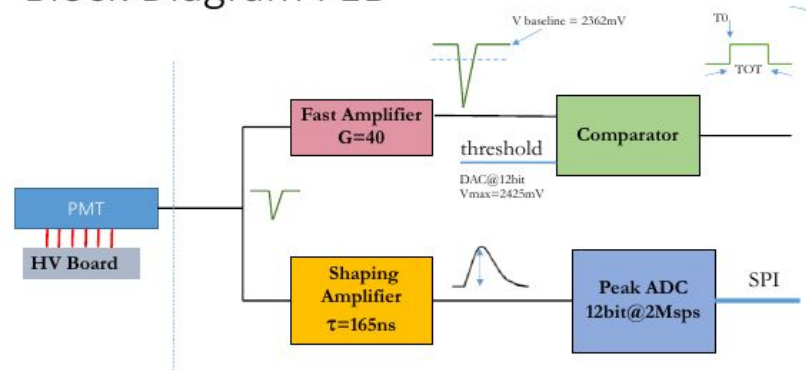 V baseline = 2362mV
T0
TOT
Fast Amplifier
G=40
Comparator
threshold
DAC@12bit
Vmax=2425mV
PMT
HV Board
Shaping
Amplifier
τ=165ns
Peak ADC
12bit@2Msps
SPI